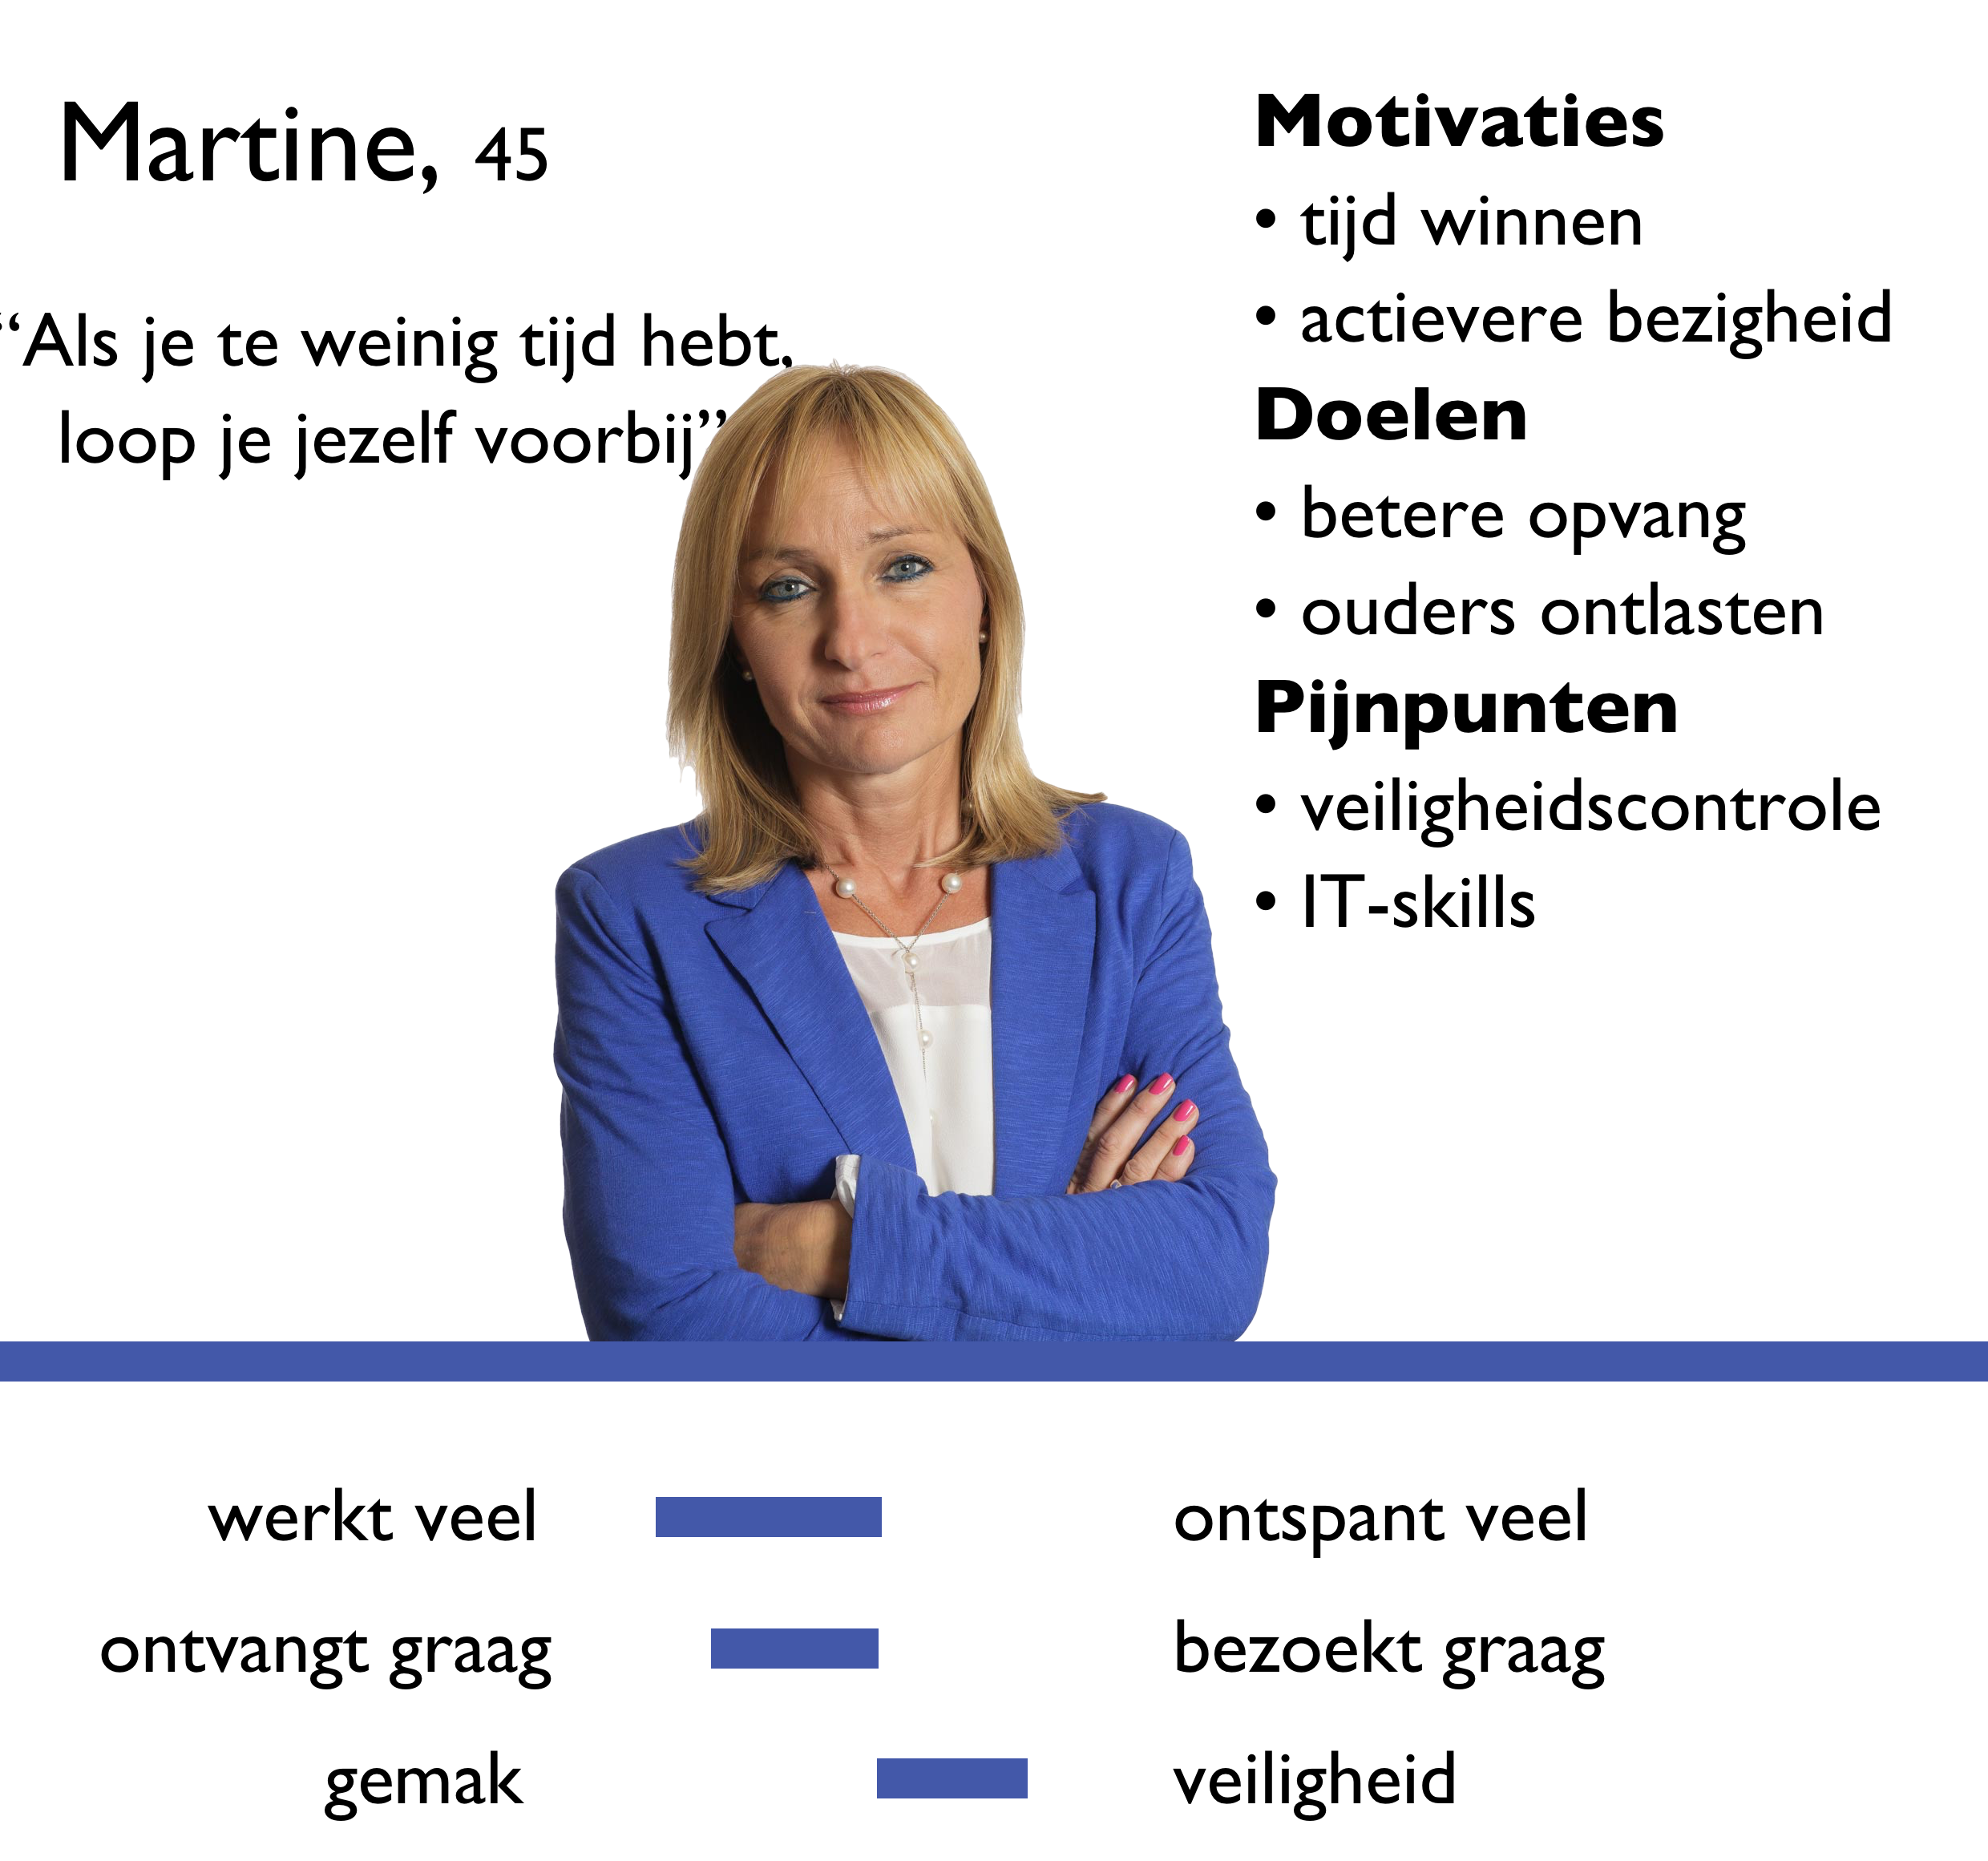 Martine, 45
“Als je te weinig tijd hebt,
loop je jezelf voorbij”
Motivaties
• tijd winnen
• actievere bezigheid
Doelen
• betere opvang
• ouders ontlasten
Pijnpunten
• veiligheidscontrole
• IT-skills
werkt veel
ontspant veel
ontvangt graag
bezoekt graag
gemak
veiligheid